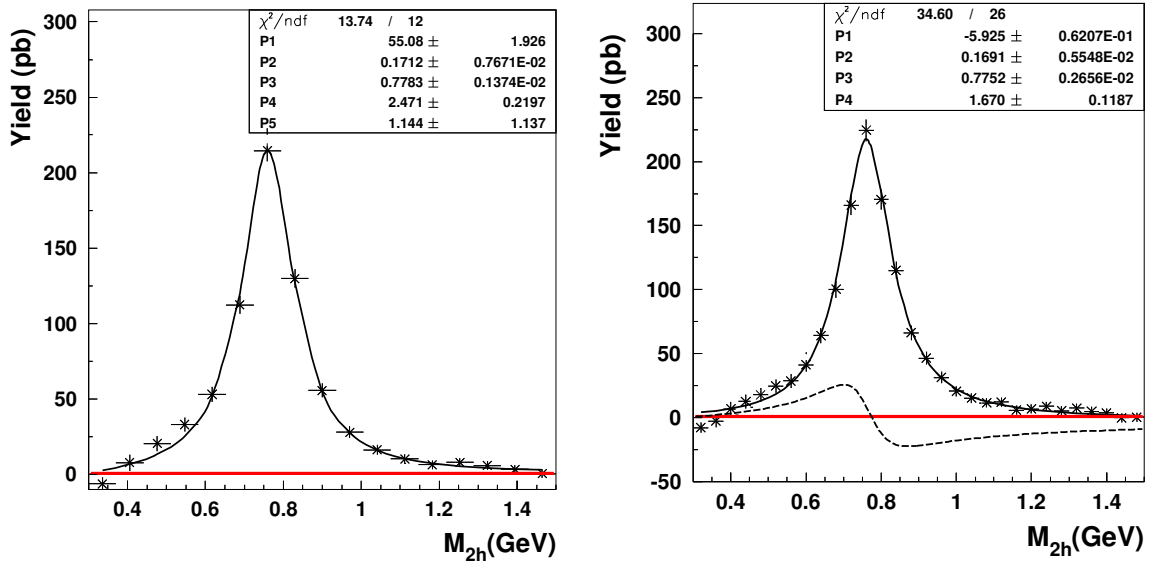 χ²/ndf 13.74 / 12
P1 55.08 ± 1.926
P2 0.1712 ± 0.7671E-02
P3 0.7783 ± 0.1374E-02
P4 2.471 ± 0.2197
P5 1.144 ± 1.137
Yield (pb)
300
250
200
150
100
50
0
0.4 0.6 0.8 1 1.2 1.4
M2h(GeV)
χ²/ndf 34.60 / 26
P1 -5.925 ± 0.6207E-01
P2 0.1691 ± 0.5548E-02
P3 0.7752 ± 0.2656E-02
P4 1.670 ± 0.1187
Yield (pb)
300
250
200
150
100
50
0
-50
0.4 0.6 0.8 1 1.2 1.4
M2h(GeV)